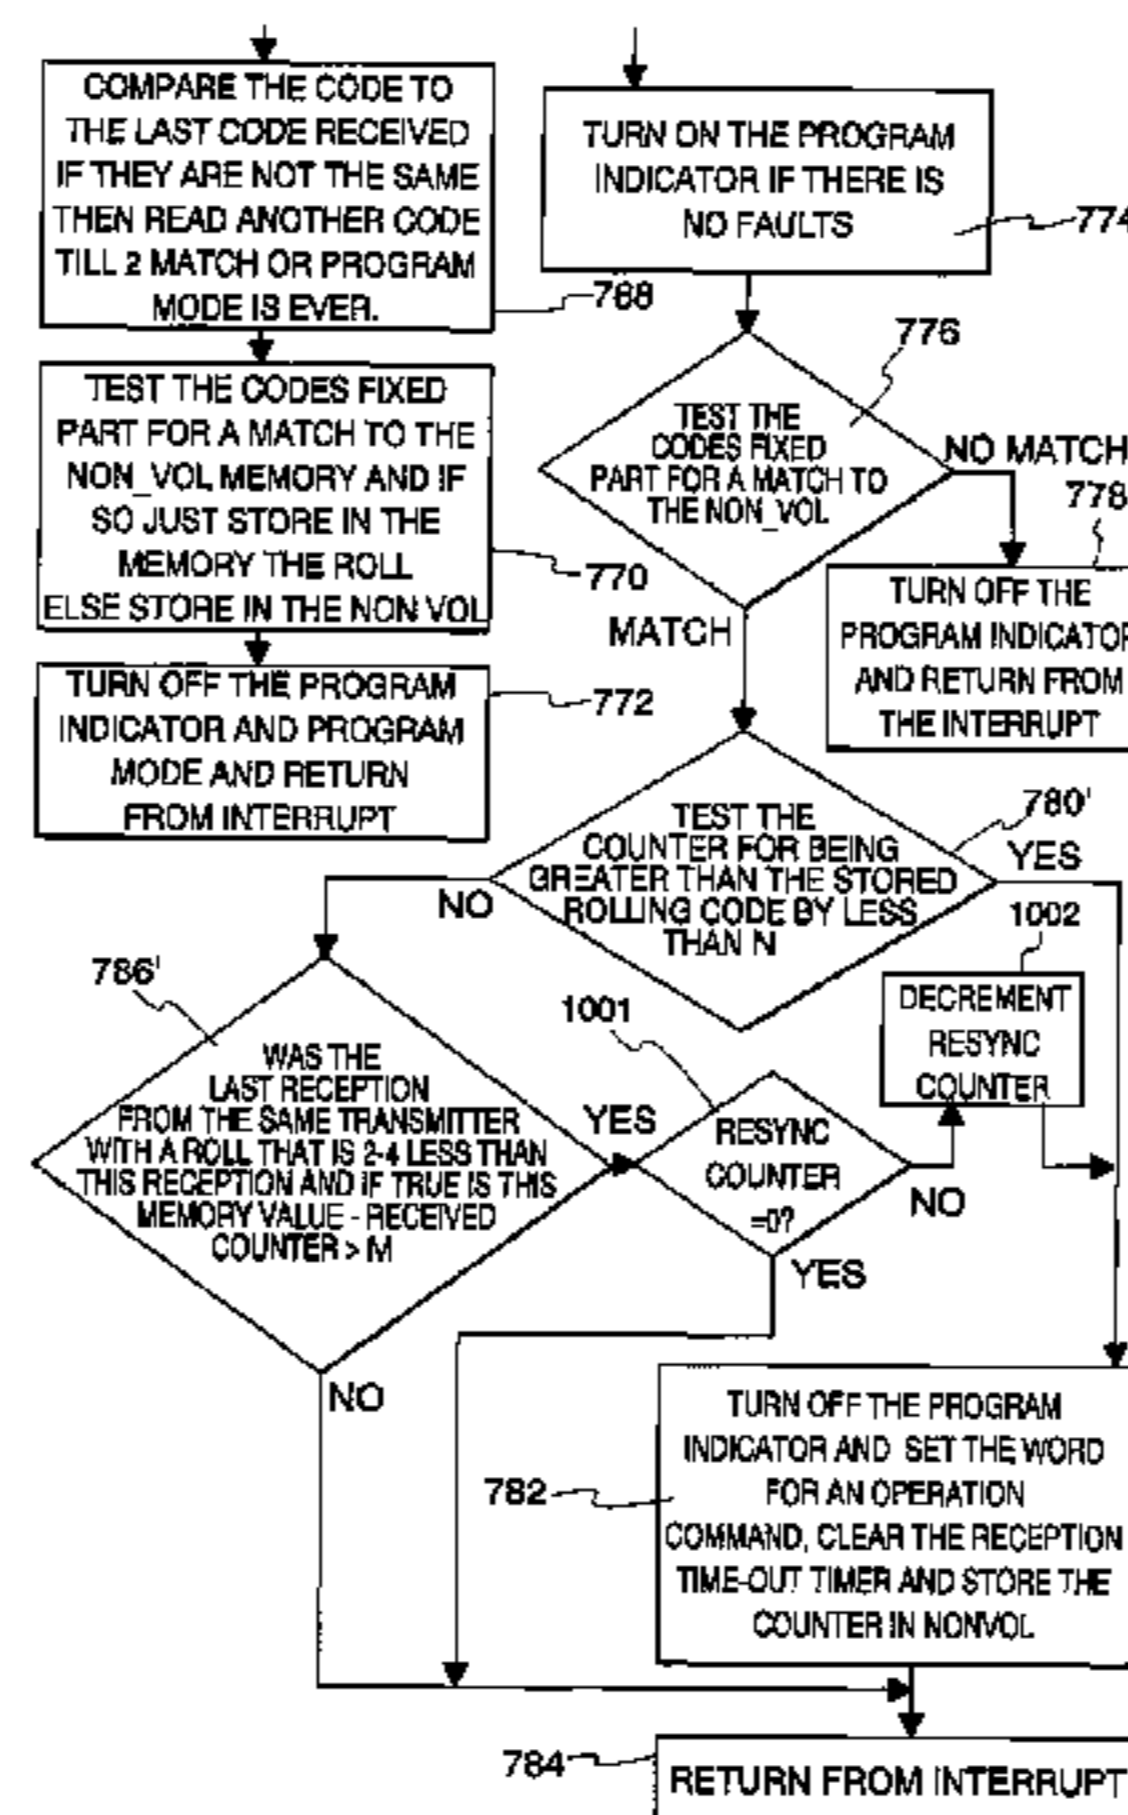 COMPARE THE CODE TO
THE LAST CODE RECEIVED
IF THEY ARE NOT THE SAME
THEN READ ANOTHER CODE
TILL 2 MATCH OR PROGRAM
MODE IS EVER.
788
TEST THE CODES FIXED
PART FOR A MATCH TO THE
NON_VOL MEMORY AND IF
SO JUST STORE IN THE
MEMORY THE ROLL
ELSE STORE IN THE NON VOL
770
TURN OFF THE PROGRAM
INDICATOR AND PROGRAM
MODE AND RETURN
FROM INTERRUPT
772
TURN ON THE PROGRAM
INDICATOR IF THERE IS
NO FAULTS
774
776
TEST THE
CODES FIXED
PART FOR A MATCH TO
THE NON_VOL
NO MATCH
778
TURN OFF THE
PROGRAM INDICATOR
AND RETURN FROM
THE INTERRUPT
MATCH
780'
TEST THE
COUNTER FOR BEING
GREATER THAN THE STORED
ROLLING CODE BY LESS
THAN N
YES
NO
786'
WAS THE
LAST RECEPTION
FROM THE SAME TRANSMITTER
WITH A ROLL THAT IS 2-4 LESS THAN
THIS RECEPTION AND IF TRUE IS THIS
MEMORY VALUE - RECEIVED
COUNTER > M
YES
NO
1001
RESYNC
COUNTER
=0?
NO
YES
1002
DECREMENT
RESYNC
COUNTER
782
TURN OFF THE PROGRAM
INDICATOR AND SET THE WORD
FOR AN OPERATION
COMMAND, CLEAR THE RECEPTION
TIME-OUT TIMER AND STORE THE
COUNTER IN NONVOL
784
RETURN FROM INTERRUPT